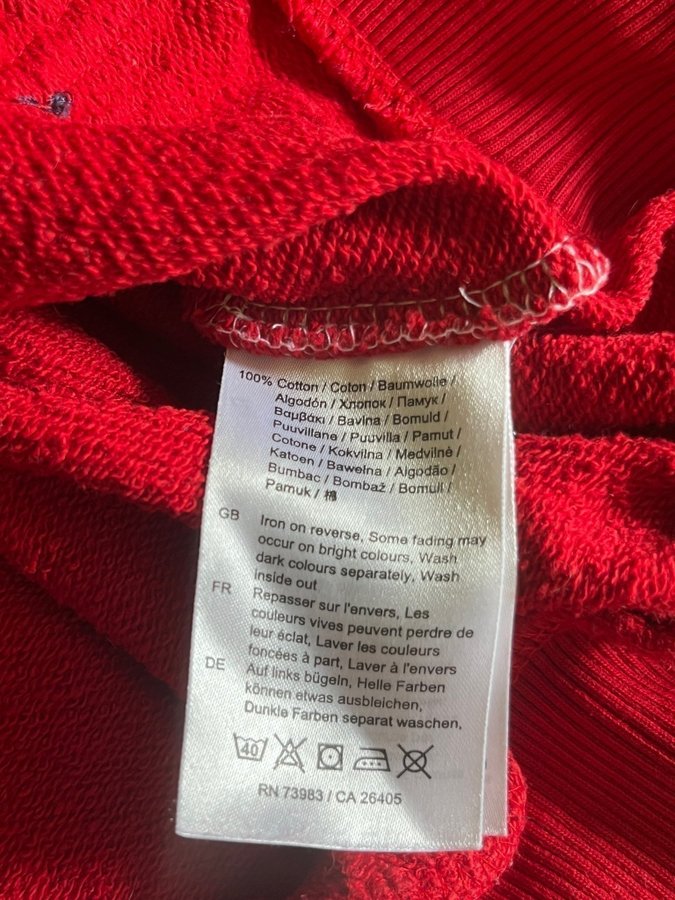 100% Cotton / Coton / Baumwolle /
Algodón / Хлопок / Памук /
Βαμβάκι / Bavlna / Bomuld /
Puuvillane / Puuvilla / Pamut /
Cotone / Kokvilna / Medvilnė /
Katoen / Bawełna / Algodão /
Bumbac / Bombaž / Bomull /
Pamuk / 棉
GB Iron on reverse, Some fading may
occur on bright colours, Wash
dark colours separately, Wash
inside out
FR Repasser sur l'envers, Les
couleurs vives peuvent perdre de
leur éclat, Laver les couleurs
foncées à part, Laver à l'envers
DE Auf links bügeln, Helle Farben
können etwas ausbleichen,
Dunkle Farben separat waschen,
40
RN 73983 / CA 26405